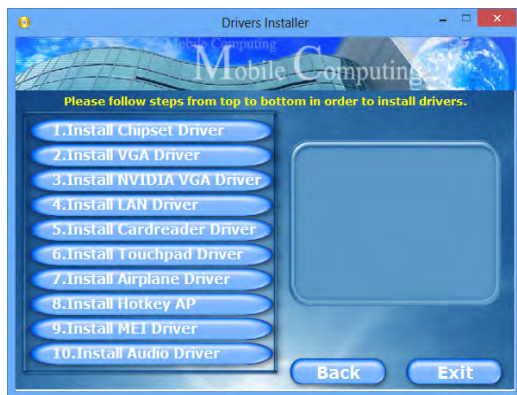 Drivers Installer
Mobile Computing
Mobile Computing
Please follow steps from top to bottom in order to install drivers.
1.Install Chipset Driver
2.Install VGA Driver
3.Install NVIDIA VGA Driver
4.Install LAN Driver
5.Install Cardreader Driver
6.Install Touchpad Driver
7.Install Airplane Driver
8.Install Hotkey AP
9.Install MEI Driver
10.Install Audio Driver
Back
Exit